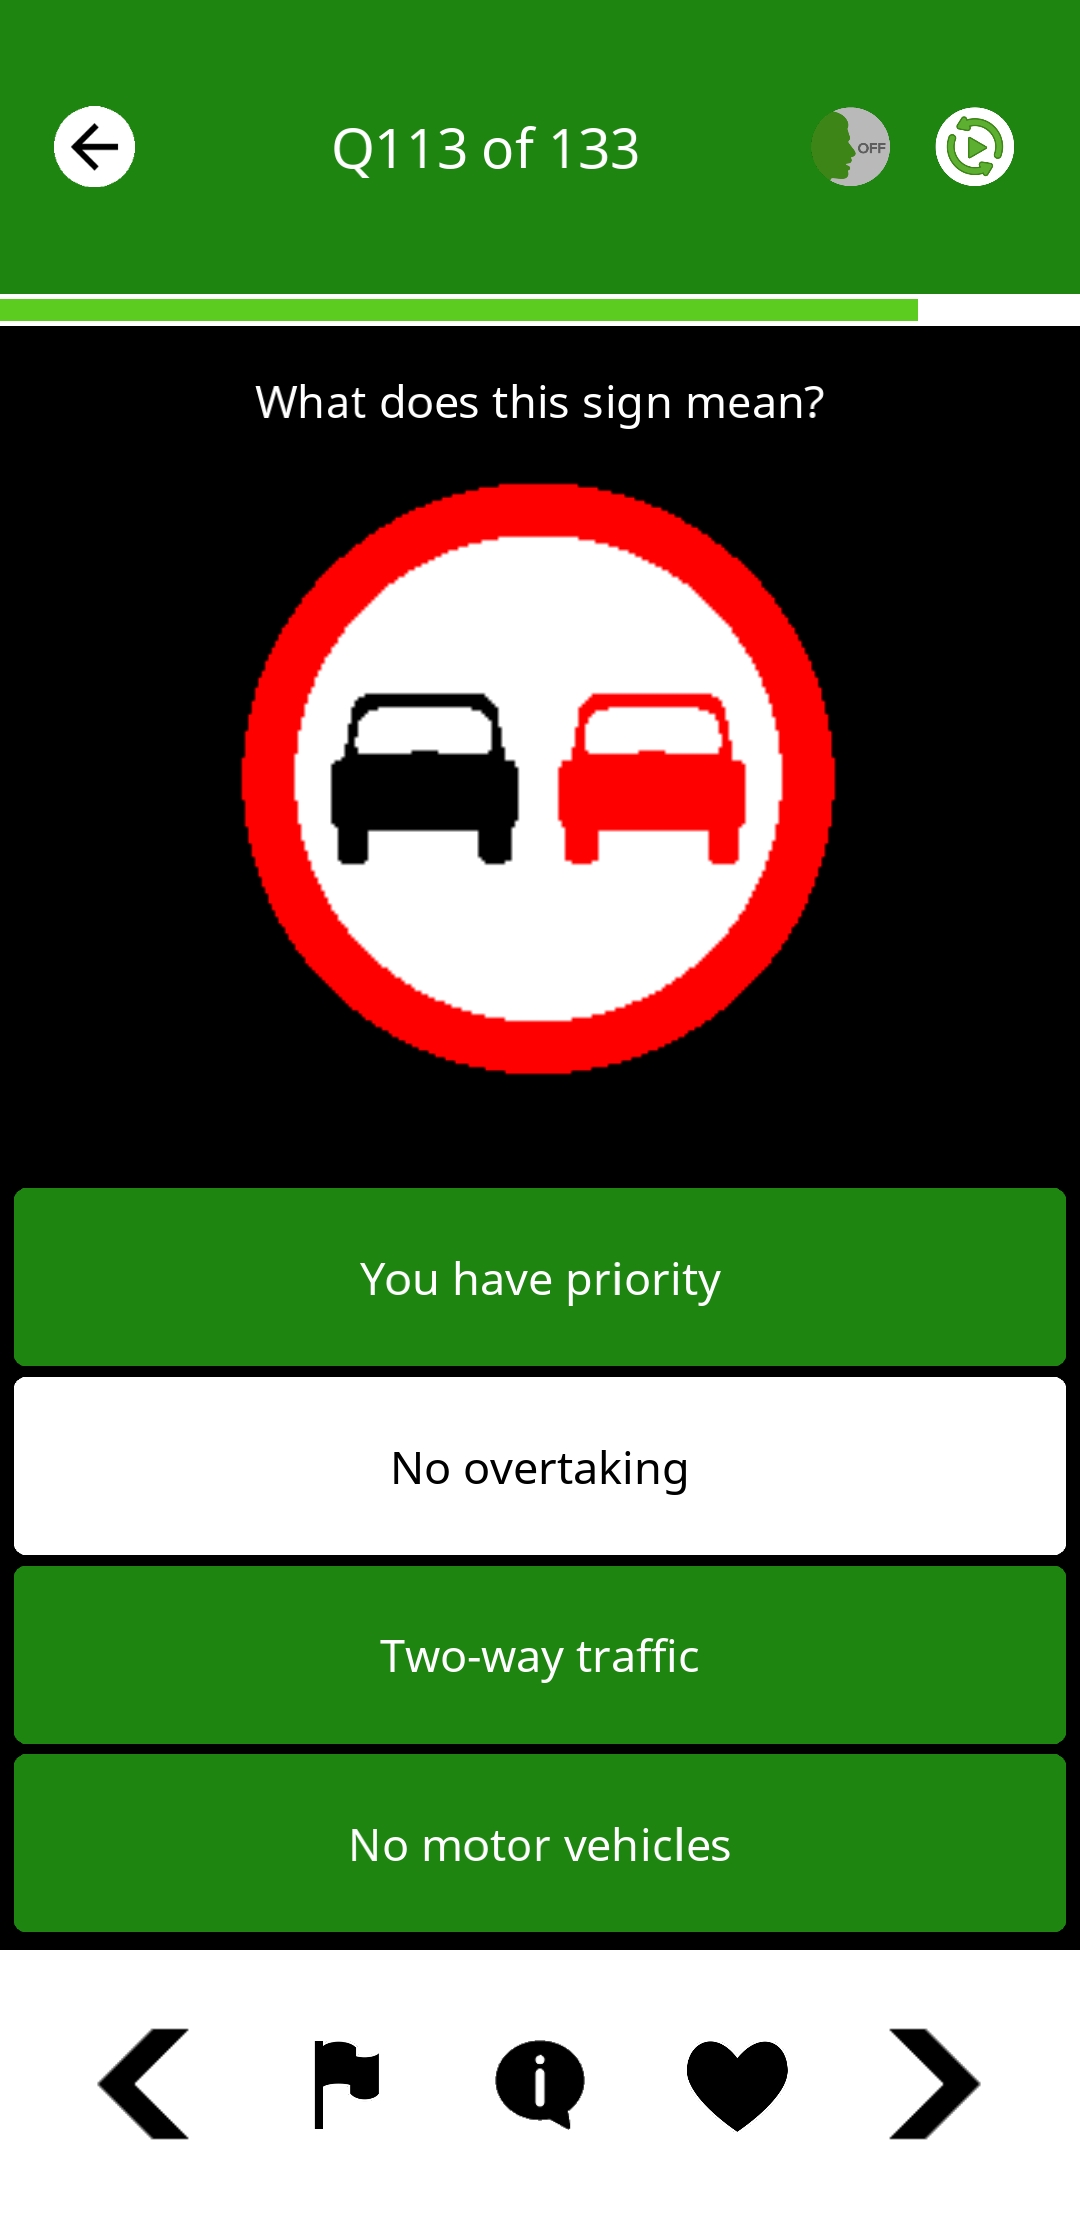 Q113 of 133
OFF
What does this sign mean?
You have priority
No overtaking
Two-way traffic
No motor vehicles